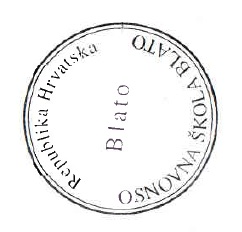 Republika Hrvatska
OSNOVNA ŠKOLA BLATO
Blato